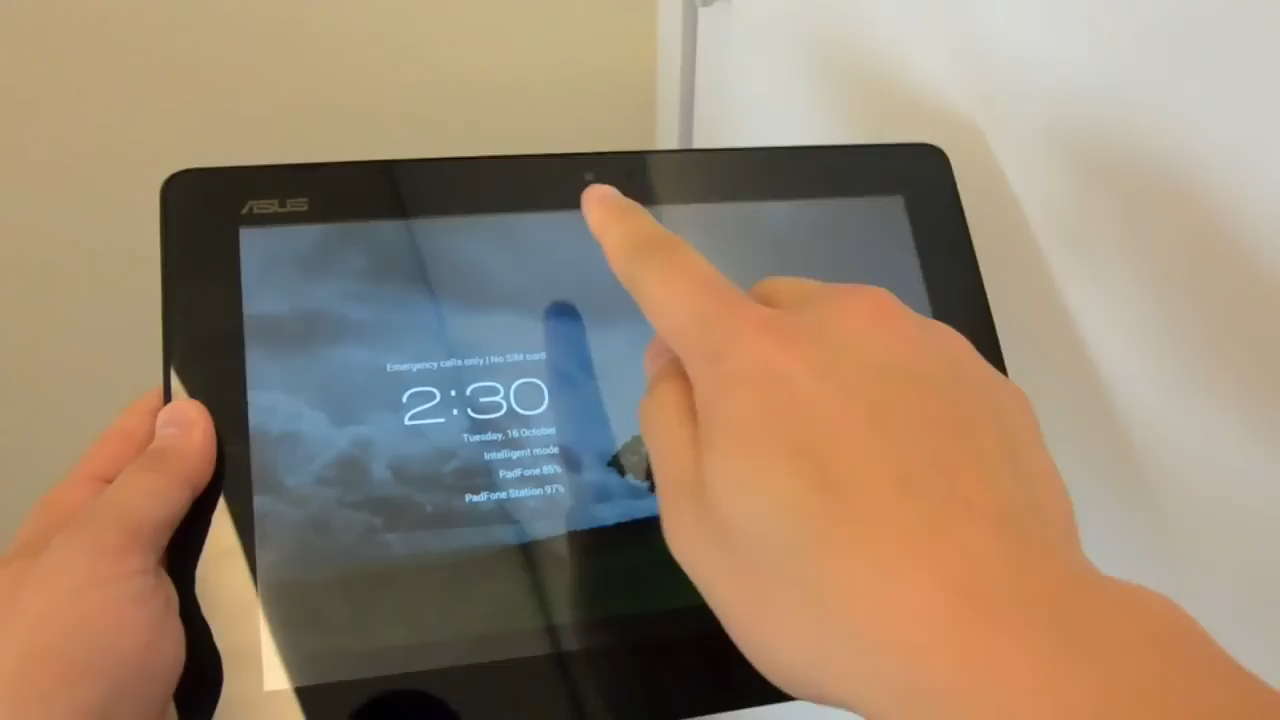 ASUS
Emergency calls only | No SIM card
2:30
Tuesday, 16 October
Intelligent mode
PadFone 85%
PadFone Station 97%